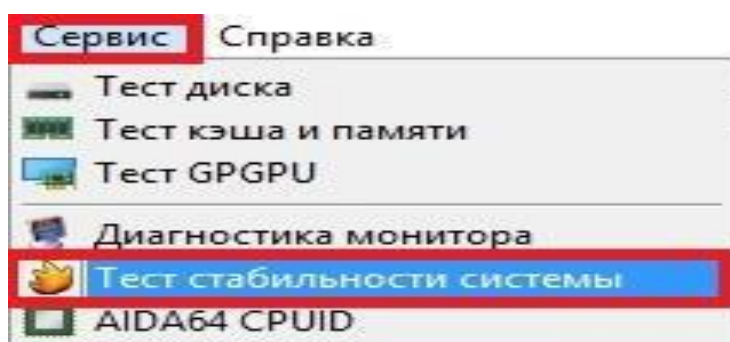 Сервис Справка
Тест диска
Тест кэша и памяти
Тест GPGPU
Диагностика монитора
Тест стабильности системы
AIDA64 CPUID